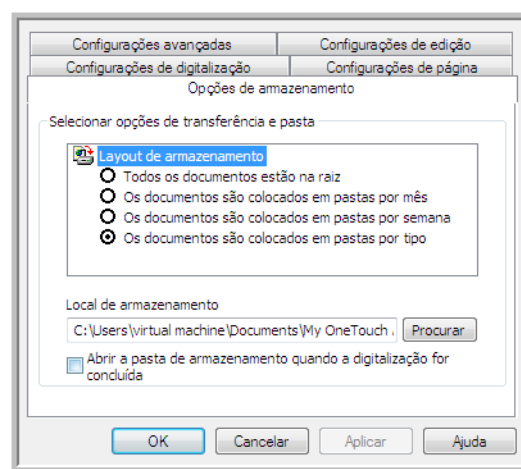 Configurações avançadas
Configurações de edição
Configurações de digitalização
Configurações de página
Opções de armazenamento
Selecionar opções de transferência e pasta
Layout de armazenamento
Todos os documentos estão na raiz
Os documentos são colocados em pastas por mês
Os documentos são colocados em pastas por semana
Os documentos são colocados em pastas por tipo
Local de armazenamento
C:\Users\virtual machine\Documents\My OneTouch
Procurar
Abrir a pasta de armazenamento quando a digitalização for
concluída
OK
Cancelar
Aplicar
Ajuda